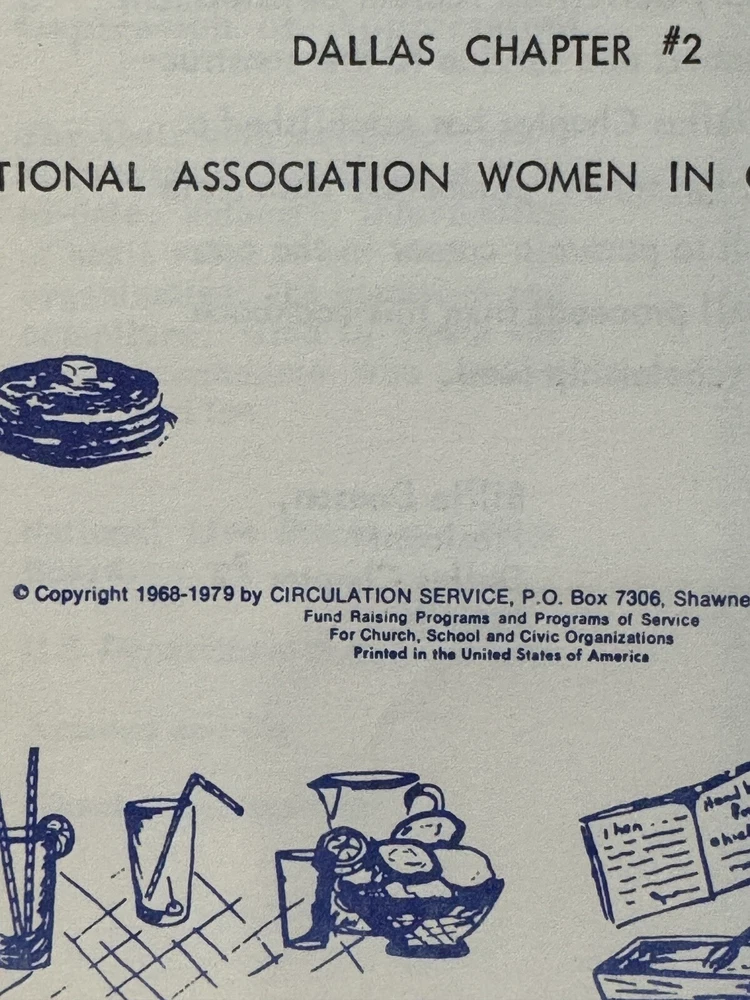 DALLAS CHAPTER #2
TIONAL ASSOCIATION WOMEN IN
© Copyright 1968-1979 by CIRCULATION SERVICE, P.O. Box 7306, Shawne
Fund Raising Programs and Programs of Service
For Church, School and Civic Organizations
Printed in the United States of America